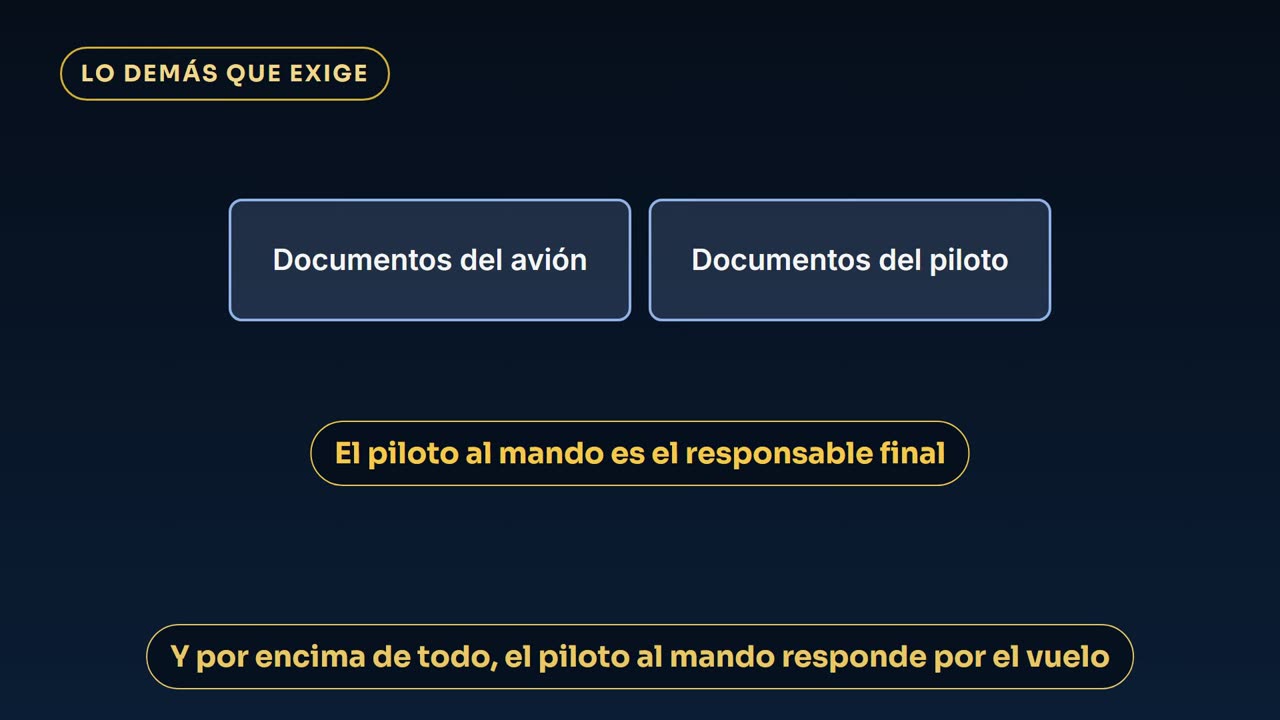 LO DEMÁS QUE EXIGE
Documentos del avión
Documentos del piloto
El piloto al mando es el responsable final
Y por encima de todo, el piloto al mando responde por el vuelo